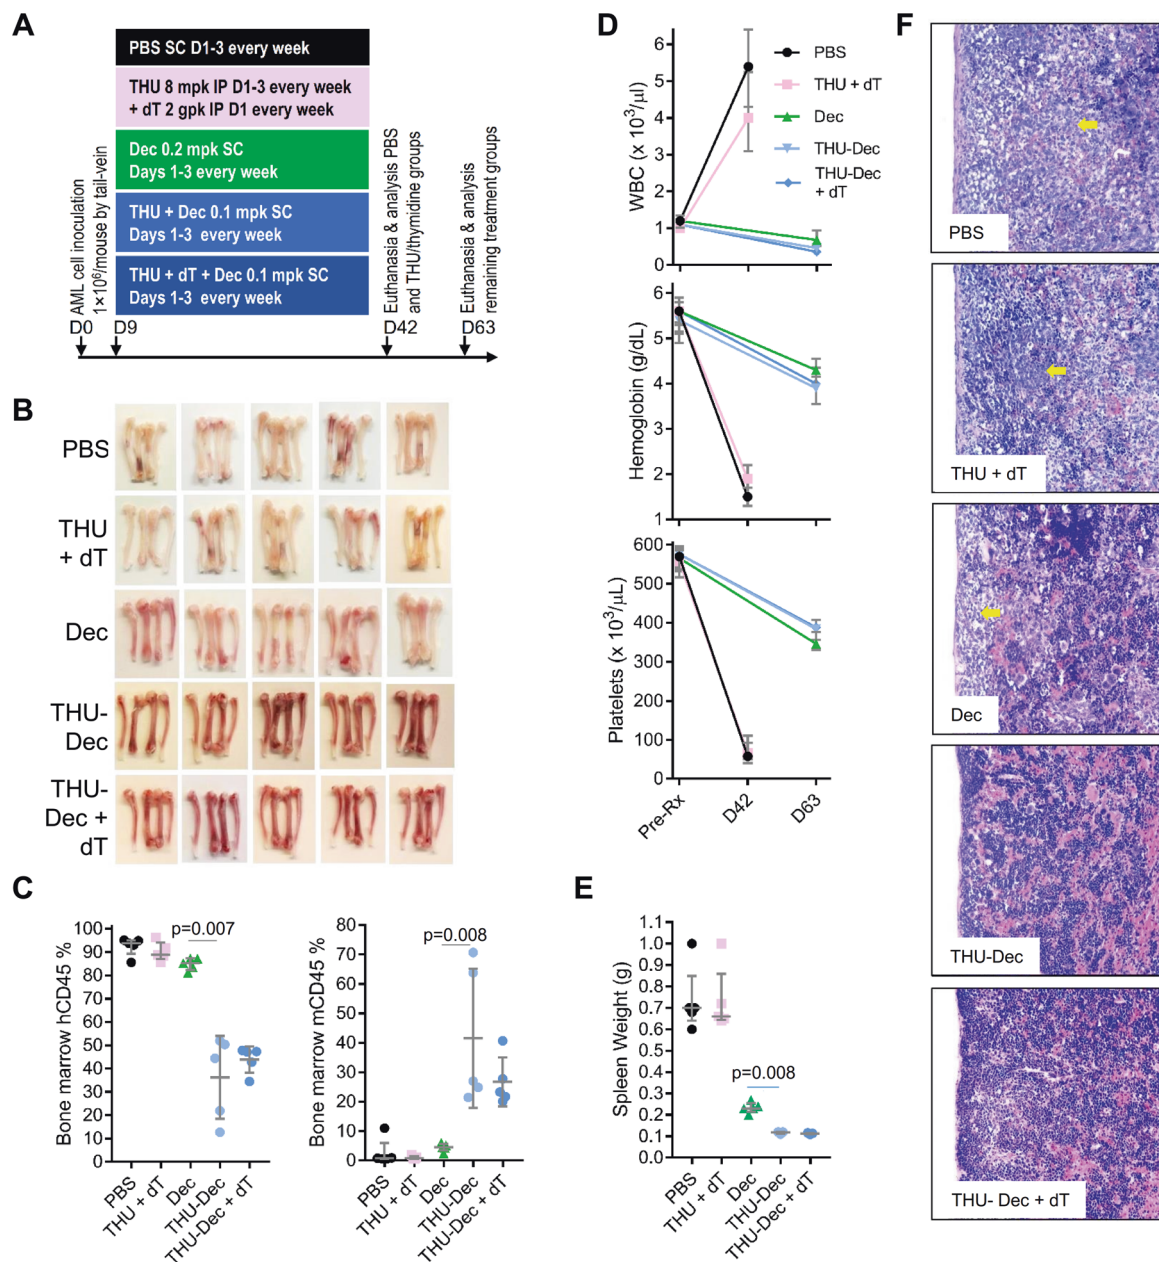 A
PBS SC D1-3 every week
THU 8 mpk IP D1-3 every week
+ dT 2 gpk IP D1 every week
Dec 0.2 mpk SC
Days 1-3 every week
THU + Dec 0.1 mpk SC
Days 1-3 every week
THU + dT + Dec 0.1 mpk SC
Days 1-3 every week
AML cell inoculation
1×10⁶/mouse by tail-vein
Euthanasia & analysis PBS
and THU/thymidine groups
Euthanasia & analysis
remaining treatment groups
D0
D9
D42
D63
B
PBS
THU
+ dT
Dec
THU-
Dec
THU-
Dec +
dT
C
Bone marrow hCD45 %
100
90
80
70
60
50
40
30
20
10
0
p=0.007
PBS
THU + dT
Dec
THU-Dec
THU-Dec + dT
Bone marrow mCD45 %
80
70
60
50
40
30
20
10
0
p=0.008
PBS
THU + dT
Dec
THU-Dec
THU-Dec + dT
D
WBC (x 10³/µl)
6
5
4
3
2
1
0
PBS
THU + dT
Dec
THU-Dec
THU-Dec
+ dT
Hemoglobin (g/dL)
6
5
4
3
2
1
Platelets (x 10³/µL)
600
500
400
300
200
100
0
Pre-Rx
D42
D63
E
Spleen Weight (g)
1.1
1.0
0.9
0.8
0.7
0.6
0.5
0.4
0.3
0.2
0.1
0.0
p=0.008
PBS
THU + dT
Dec
THU-Dec
THU-Dec + dT
F
PBS
THU + dT
Dec
THU-Dec
THU- Dec + dT